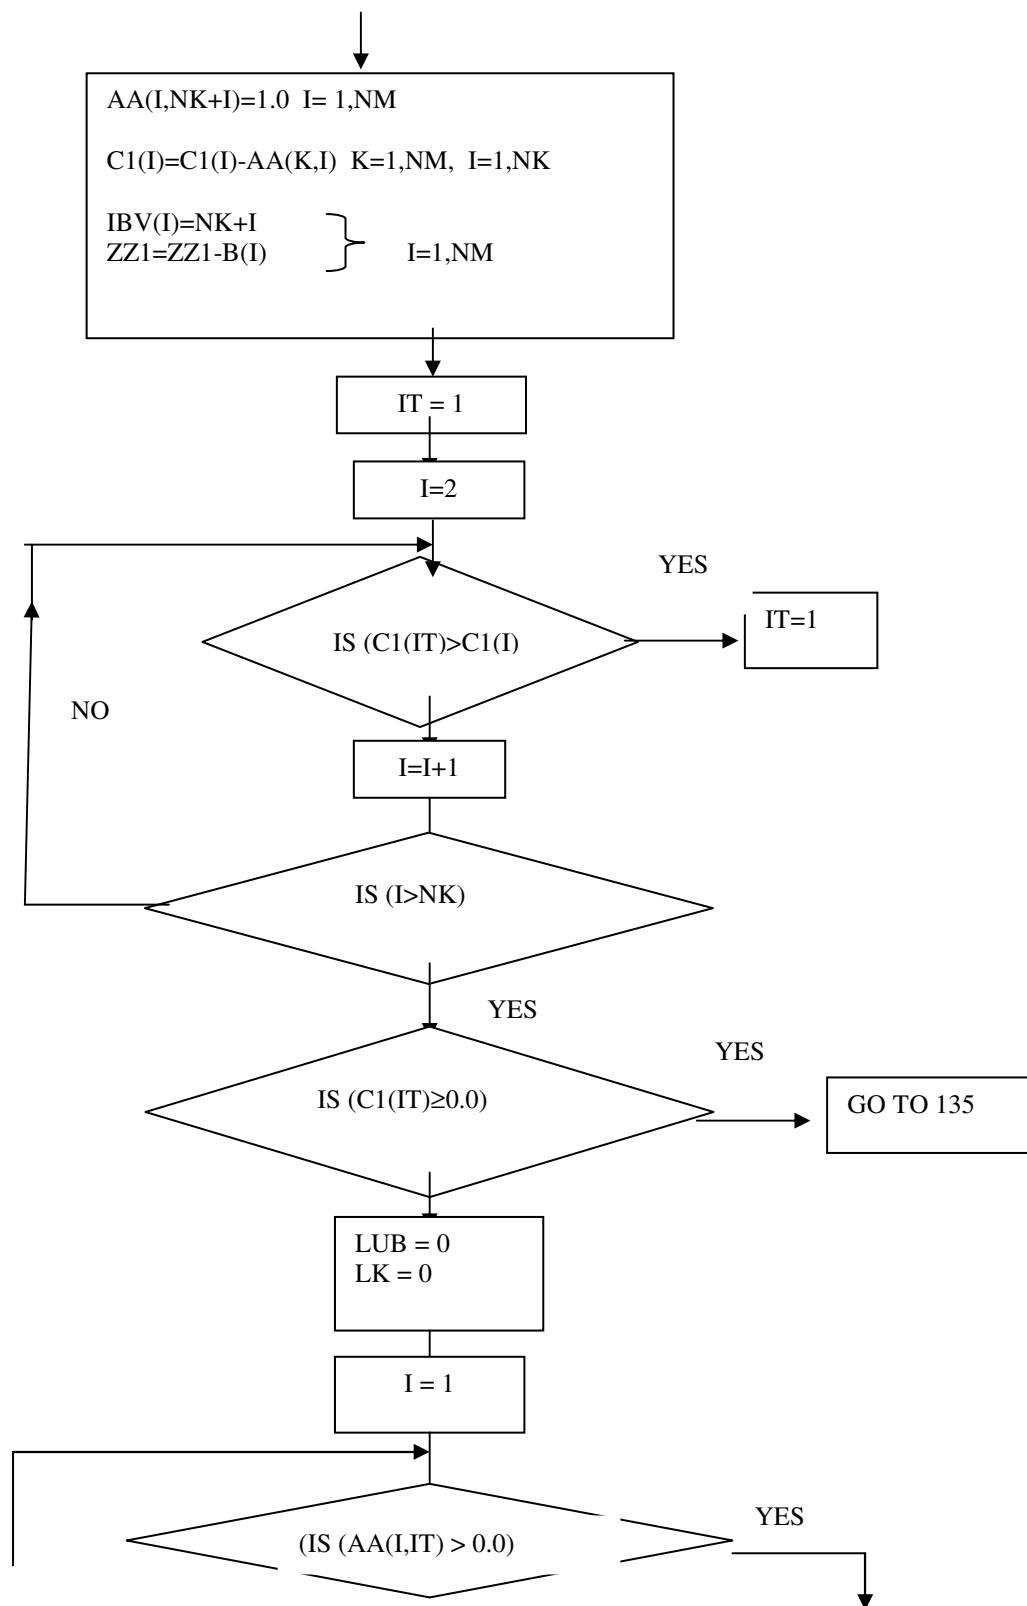 AA(I,NK+I)=1.0 I= 1,NM
C1(I)=C1(I)-AA(K,I) K=1,NM, I=1,NK
IBV(I)=NK+I
ZZ1=ZZ1-B(I) I=1,NM
IT = 1
I=2
YES
IS (C1(IT)>C1(I)
IT=1
NO
I=I+1
IS (I>NK)
YES
YES
IS (C1(IT)≥0.0)
GO TO 135
LUB = 0
LK = 0
I = 1
YES
(IS (AA(I,IT) > 0.0)